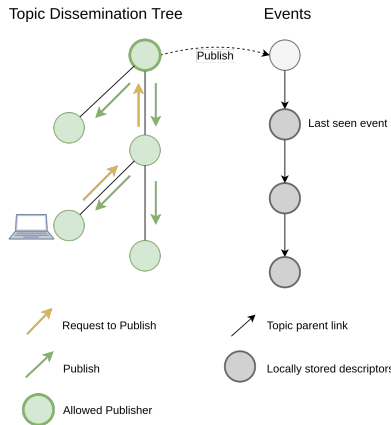 Topic Dissemination Tree
Events
Publish
Last seen event
Request to Publish
Topic parent link
Publish
Locally stored descriptors
Allowed Publisher